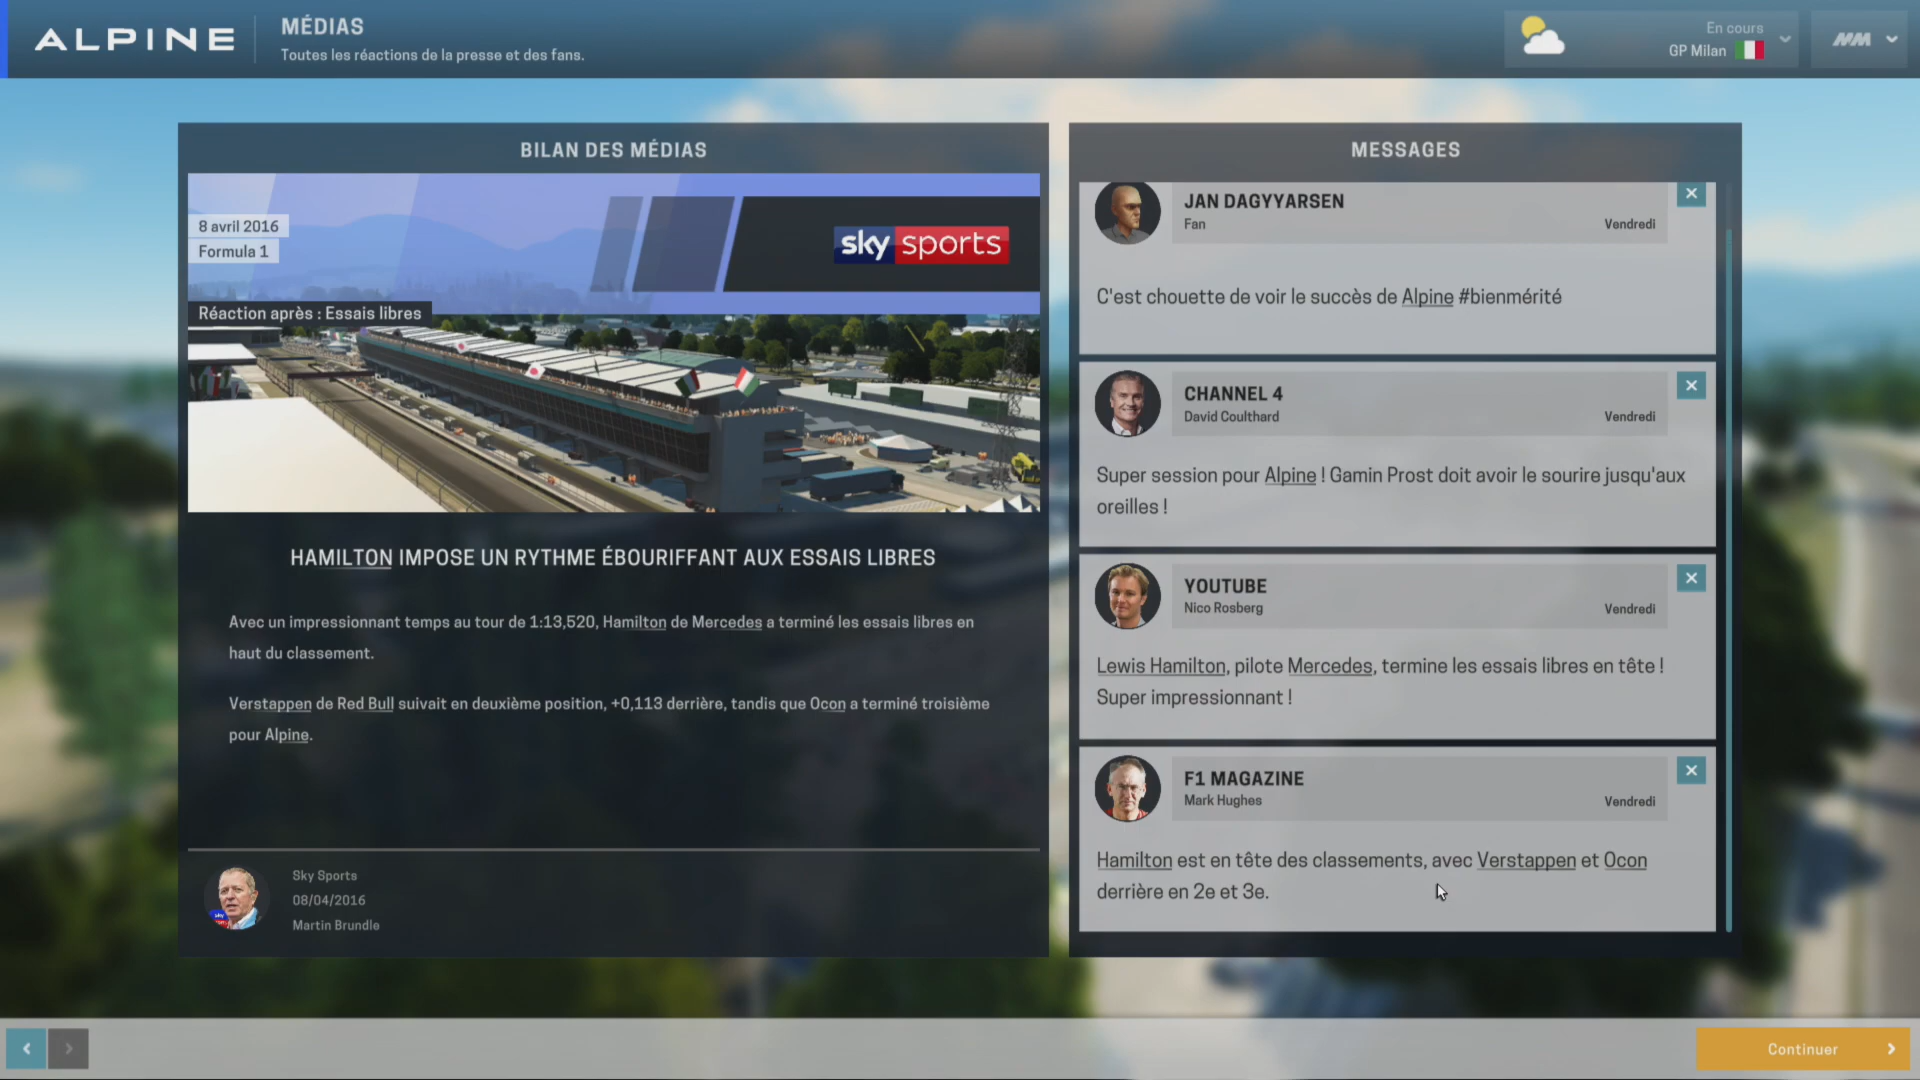 ALPINE
MÉDIAS
Toutes les réactions de la presse et des fans.
En cours
GP Milan
MM
BILAN DES MÉDIAS
8 avril 2016
Formula 1
sky sports
Réaction après : Essais libres
HAMILTON IMPOSE UN RYTHME ÉBOURIFFANT AUX ESSAIS LIBRES
Avec un impressionnant temps au tour de 1:13,520, Hamilton de Mercedes a terminé les essais libres en
haut du classement.
Verstappen de Red Bull suivait en deuxième position, +0,113 derrière, tandis que Ocon a terminé troisième
pour Alpine.
Sky Sports
08/04/2016
Martin Brundle
MESSAGES
JAN DAGYYARSEN
Fan
Vendredi
C'est chouette de voir le succès de Alpine #bienmérité
CHANNEL 4
David Coulthard
Vendredi
Super session pour Alpine ! Gamin Prost doit avoir le sourire jusqu'aux
oreilles !
YOUTUBE
Nico Rosberg
Vendredi
Lewis Hamilton, pilote Mercedes, termine les essais libres en tête !
Super impressionnant !
F1 MAGAZINE
Mark Hughes
Vendredi
Hamilton est en tête des classements, avec Verstappen et Ocon
derrière en 2e et 3e.
Continuer